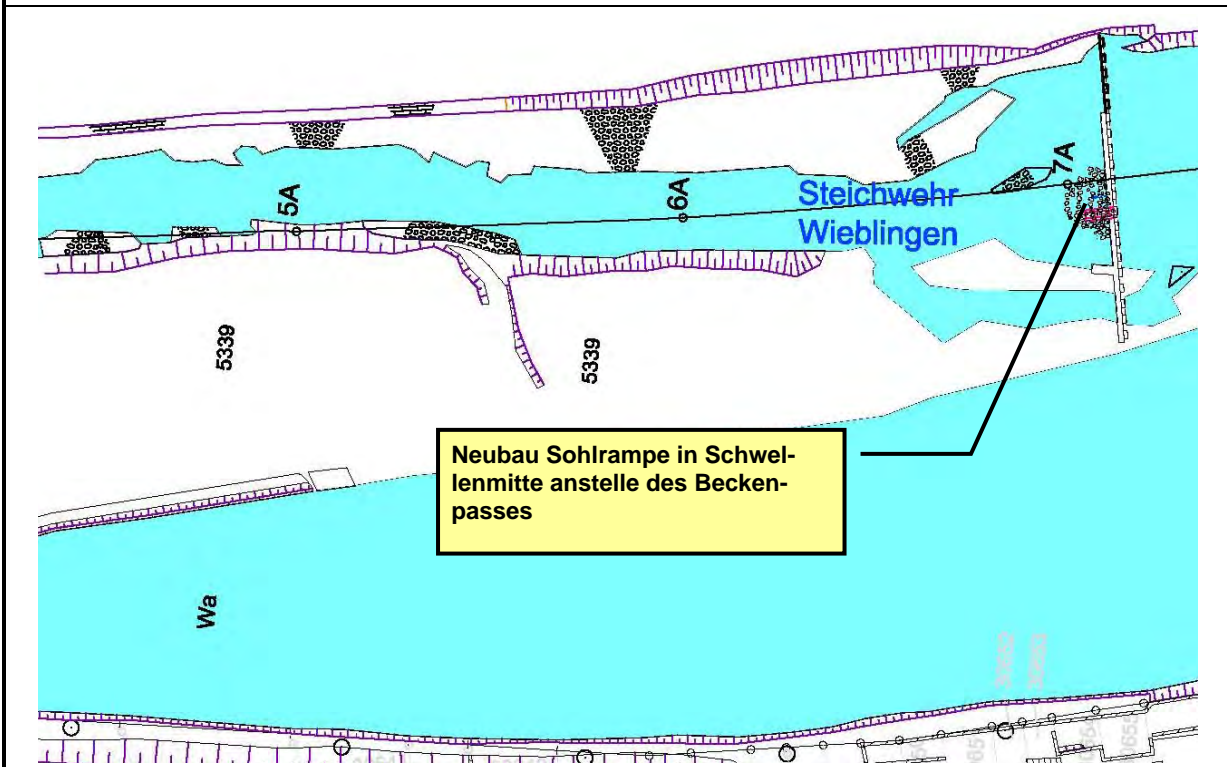 5A
6A
7A
Steichwehr
Wieblingen
5339
5339
Neubau Sohlrampe in Schwel-
lenmitte anstelle des Becken-
passes
Wa